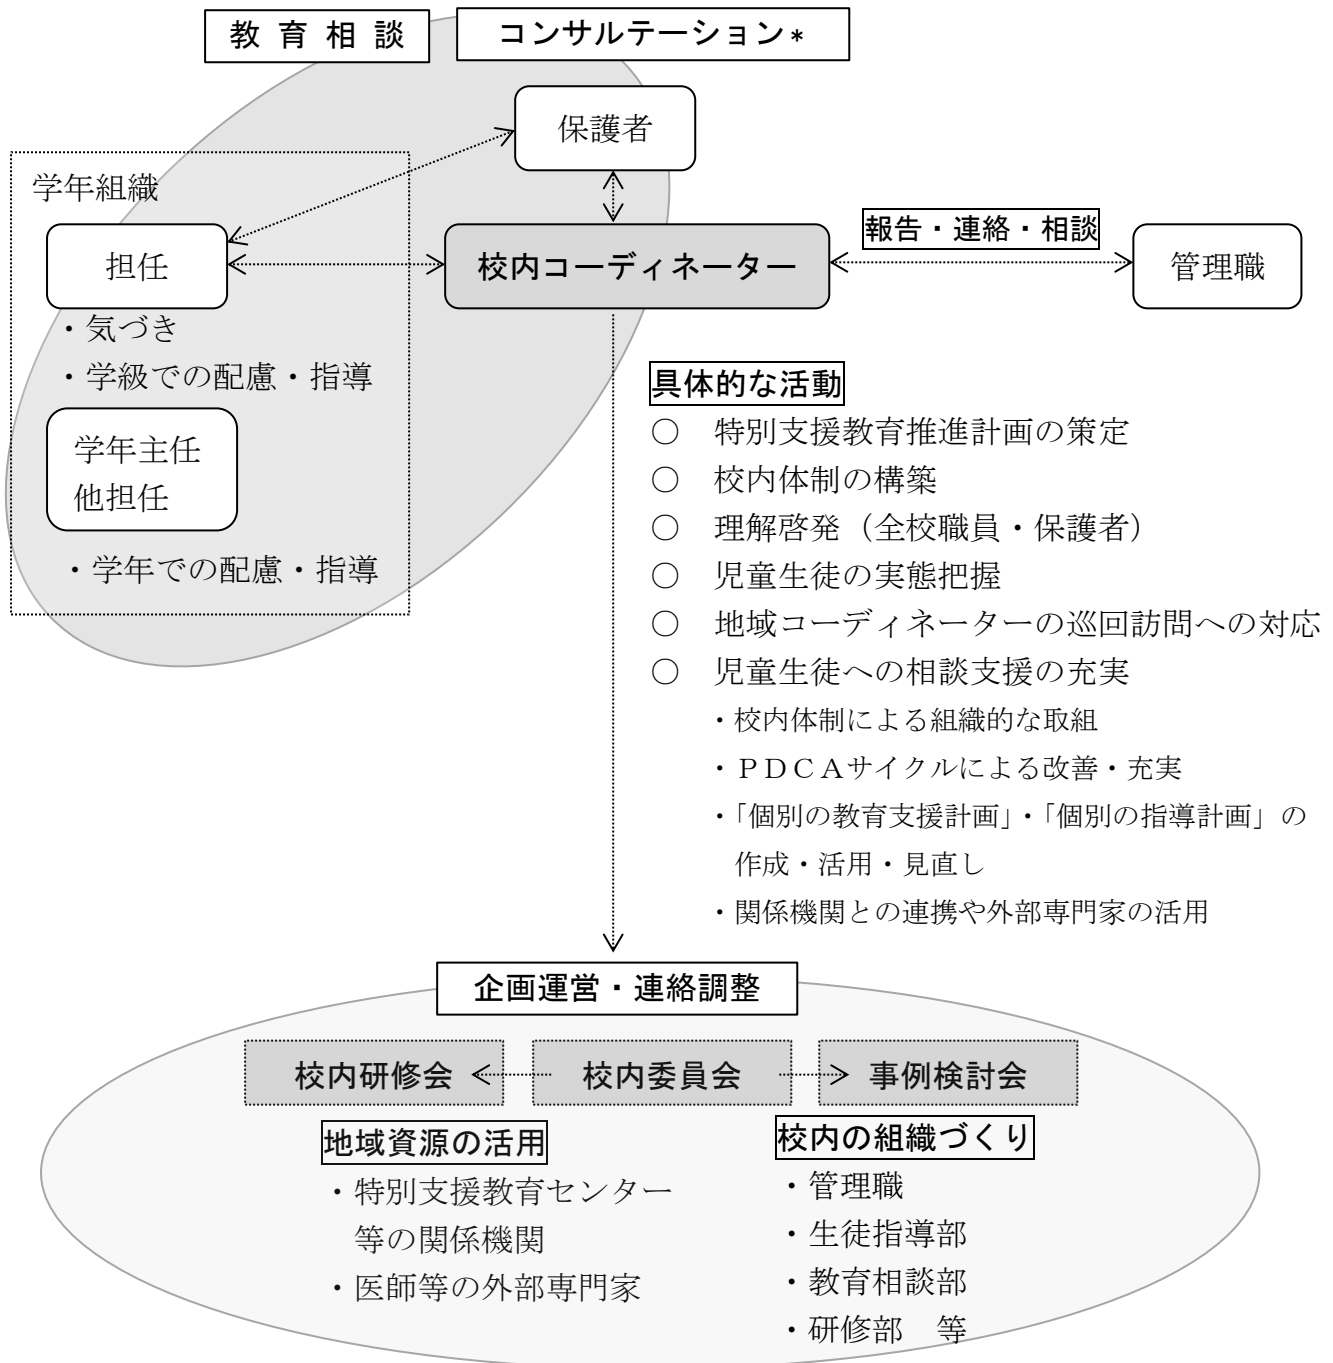 教 育 相 談
コンサルテーション*
保護者
学年組織
担任
校内コーディネーター
報告・連絡・相談
管理職
・気づき
・学級での配慮・指導
学年主任
他担任
・学年での配慮・指導
具体的な活動
○　特別支援教育推進計画の策定
○　校内体制の構築
○　理解啓発（全校職員・保護者）
○　児童生徒の実態把握
○　地域コーディネーターの巡回訪問への対応
○　児童生徒への相談支援の充実
・校内体制による組織的な取組
・ＰＤＣＡサイクルによる改善・充実
・「個別の教育支援計画」・「個別の指導計画」の
作成・活用・見直し
・関係機関との連携や外部専門家の活用
企画運営・連絡調整
校内研修会
校内委員会
事例検討会
地域資源の活用
・特別支援教育センター
等の関係機関
・医師等の外部専門家
校内の組織づくり
・管理職
・生徒指導部
・教育相談部
・研修部　等